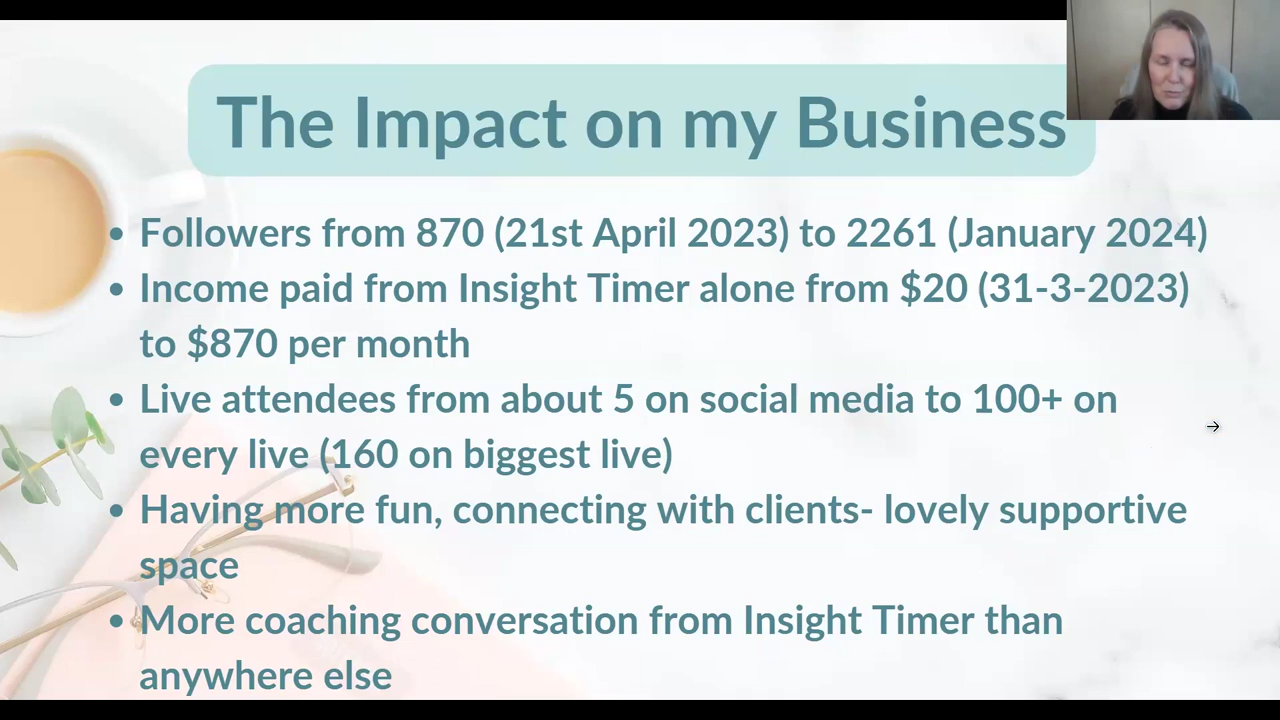 The Impact on my Business
• Followers from 870 (21st April 2023) to 2261 (January 2024)
• Income paid from Insight Timer alone from $20 (31-3-2023)
to $870 per month
• Live attendees from about 5 on social media to 100+ on
every live (160 on biggest live)
• Having more fun, connecting with clients- lovely supportive
space
• More coaching conversation from Insight Timer than
anywhere else